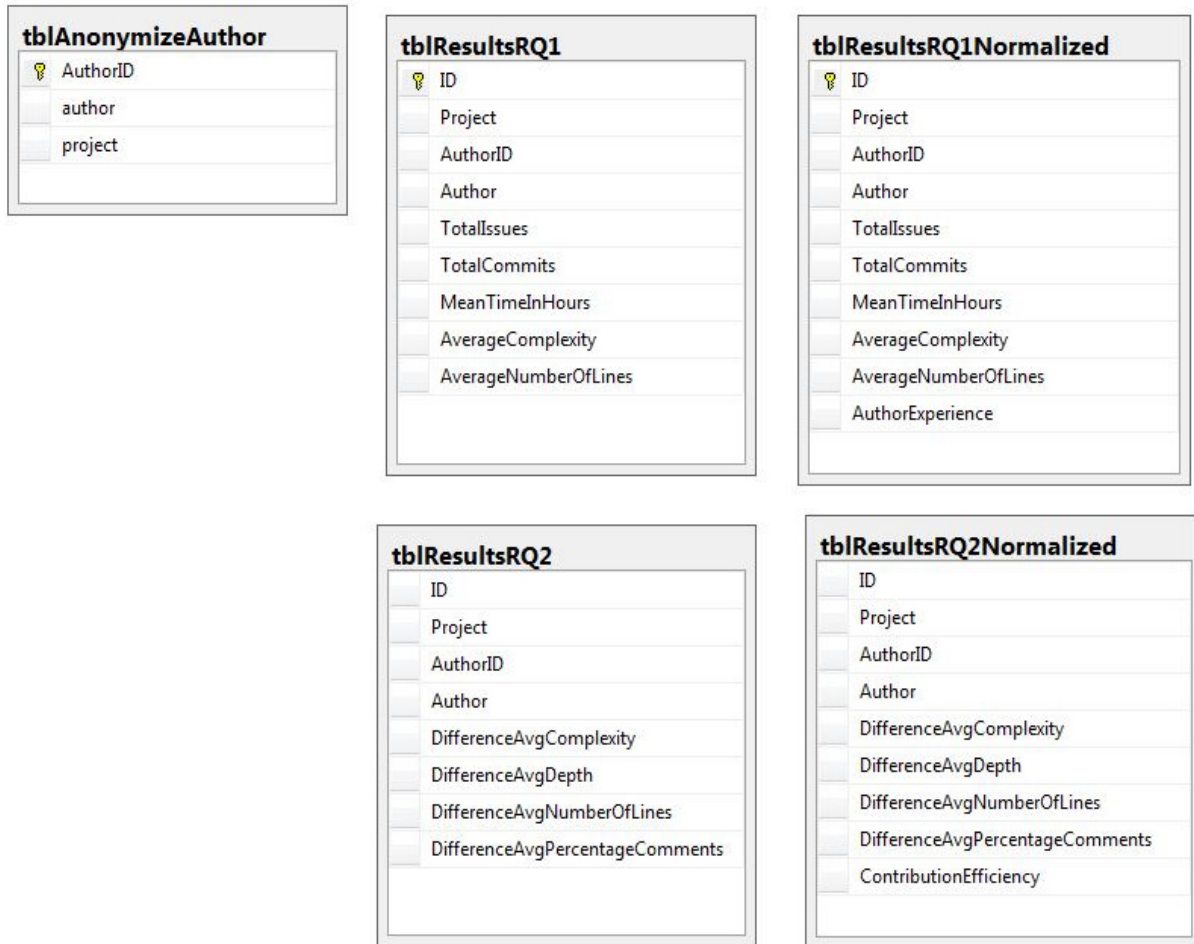 tblAnonymizeAuthor
AuthorID
author
project
tblResultsRQ1
ID
Project
AuthorID
Author
TotalIssues
TotalCommits
MeanTimeInHours
AverageComplexity
AverageNumberOfLines
tblResultsRQ1Normalized
ID
Project
AuthorID
Author
TotalIssues
TotalCommits
MeanTimeInHours
AverageComplexity
AverageNumberOfLines
AuthorExperience
tblResultsRQ2
ID
Project
AuthorID
Author
DifferenceAvgComplexity
DifferenceAvgDepth
DifferenceAvgNumberOfLines
DifferenceAvgPercentageComments
tblResultsRQ2Normalized
ID
Project
AuthorID
Author
DifferenceAvgComplexity
DifferenceAvgDepth
DifferenceAvgNumberOfLines
DifferenceAvgPercentageComments
ContributionEfficiency